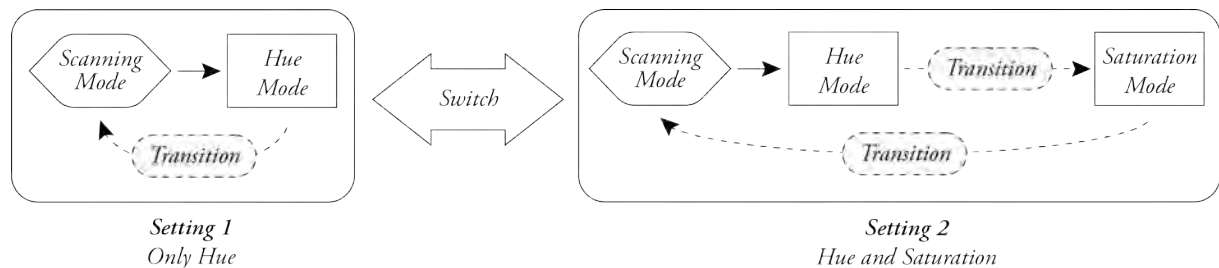 Scanning
Mode
Hue
Mode
Transition
Setting 1
Only Hue
Switch
Scanning
Mode
Hue
Mode
Transition
Saturation
Mode
Transition
Setting 2
Hue and Saturation